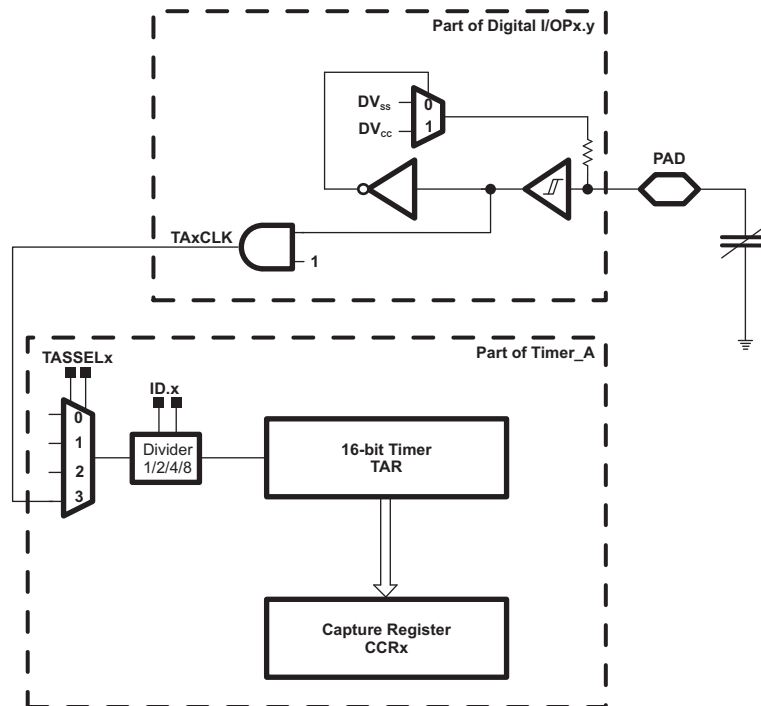 Part of Digital I/OPx.y
DVss
0
DVcc
1
PAD
TAxCLK
1
Part of Timer_A
TASSELx
ID.x
0
1
2
3
Divider
1/2/4/8
16-bit Timer
TAR
Capture Register
CCRx